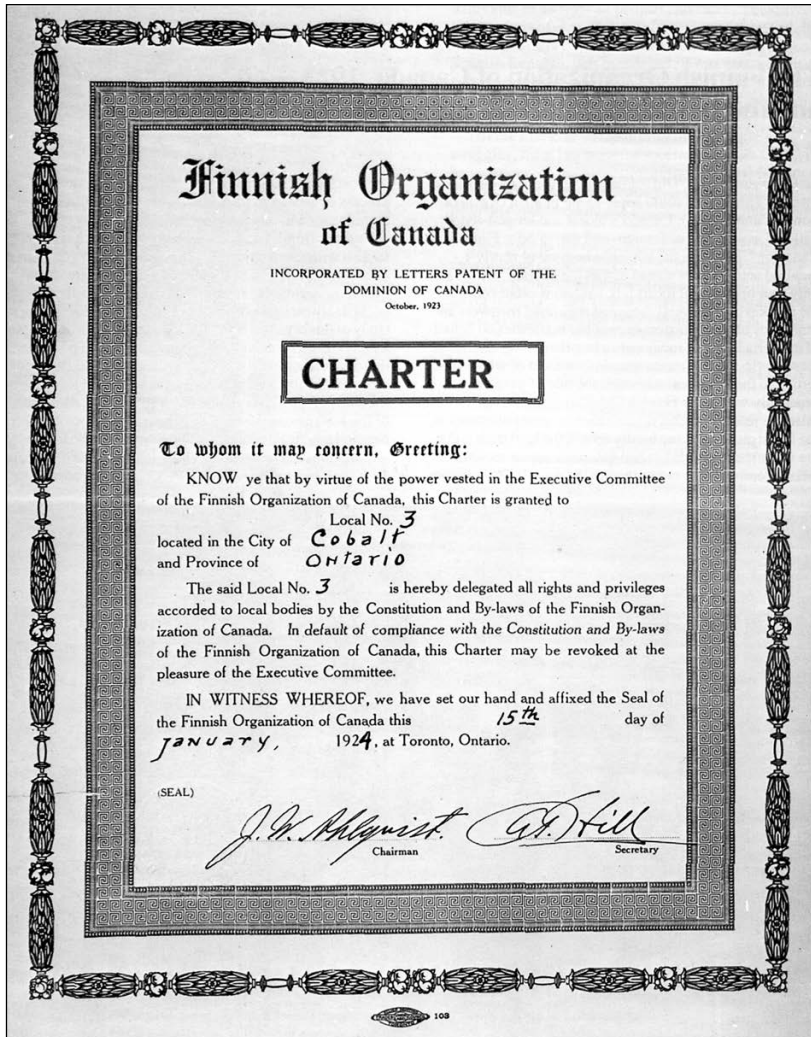 Finnish Organization
of Canada
INCORPORATED BY LETTERS PATENT OF THE
DOMINION OF CANADA
October, 1923
CHARTER
To whom it may concern, Greeting:
KNOW ye that by virtue of the power vested in the Executive Committee
of the Finnish Organization of Canada, this Charter is granted to
Local No. 3
located in the City of Cobalt
and Province of Ontario
The said Local No. 3 is hereby delegated all rights and privileges
accorded to local bodies by the Constitution and By-laws of the Finnish Organ-
ization of Canada. In default of compliance with the Constitution and By-laws
of the Finnish Organization of Canada, this Charter may be revoked at the
pleasure of the Executive Committee.
IN WITNESS WHEREOF, we have set our hand and affixed the Seal of
the Finnish Organization of Canada this 15th day of
January, 1924, at Toronto, Ontario.
(SEAL)
J. W. Ahlqvist. A. T. Hill
Chairman Secretary
103